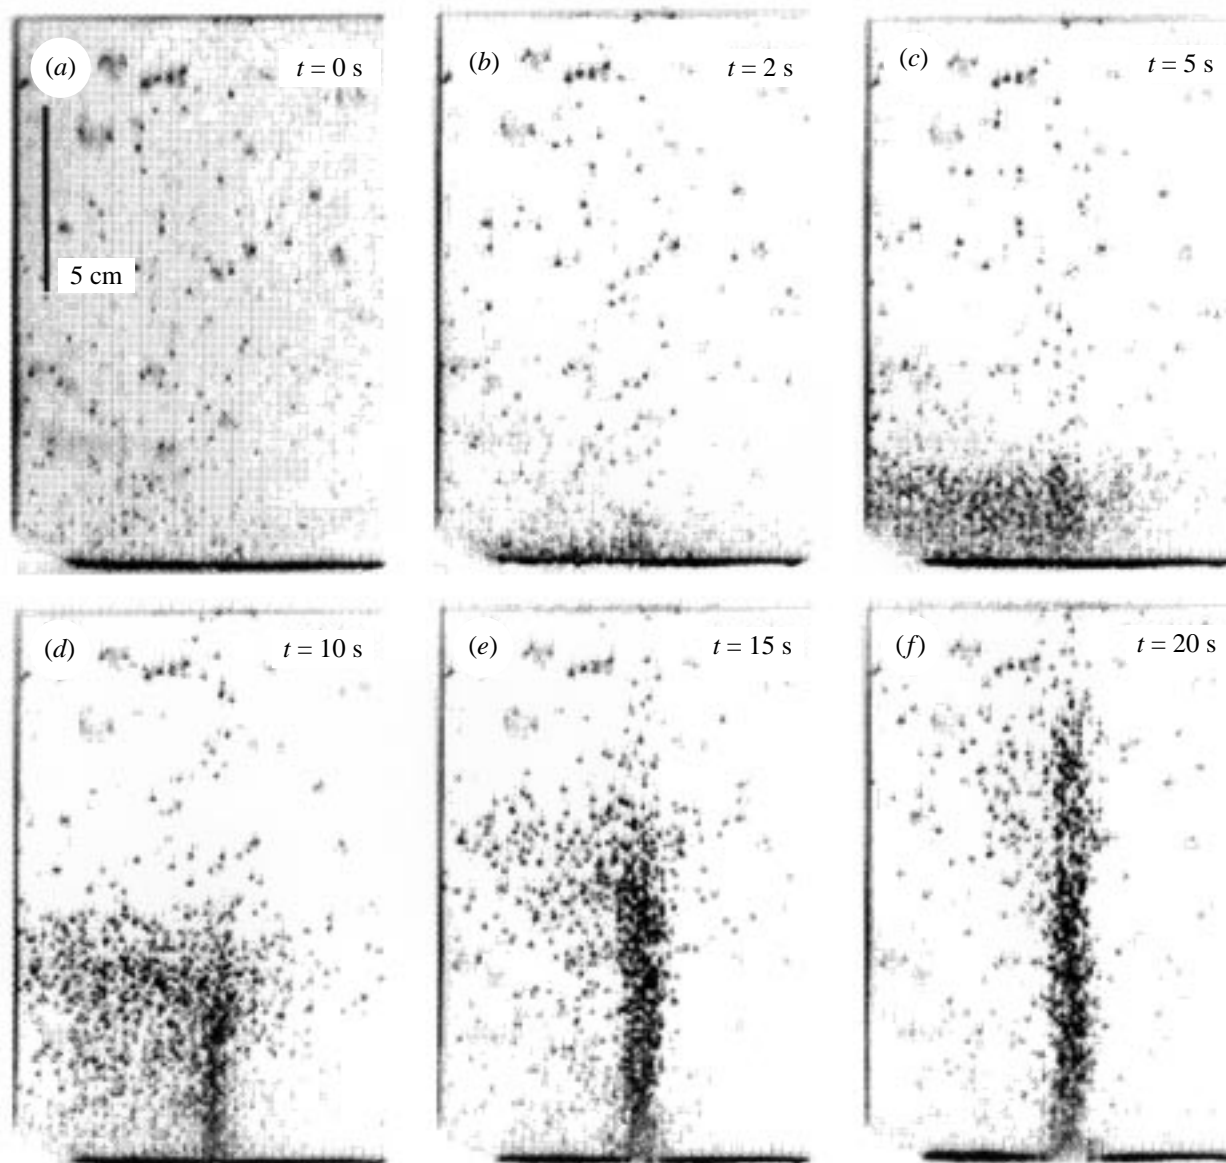 (a)
t = 0 s
5 cm
(b)
t = 2 s
(c)
t = 5 s
(d)
t = 10 s
(e)
t = 15 s
(f)
t = 20 s